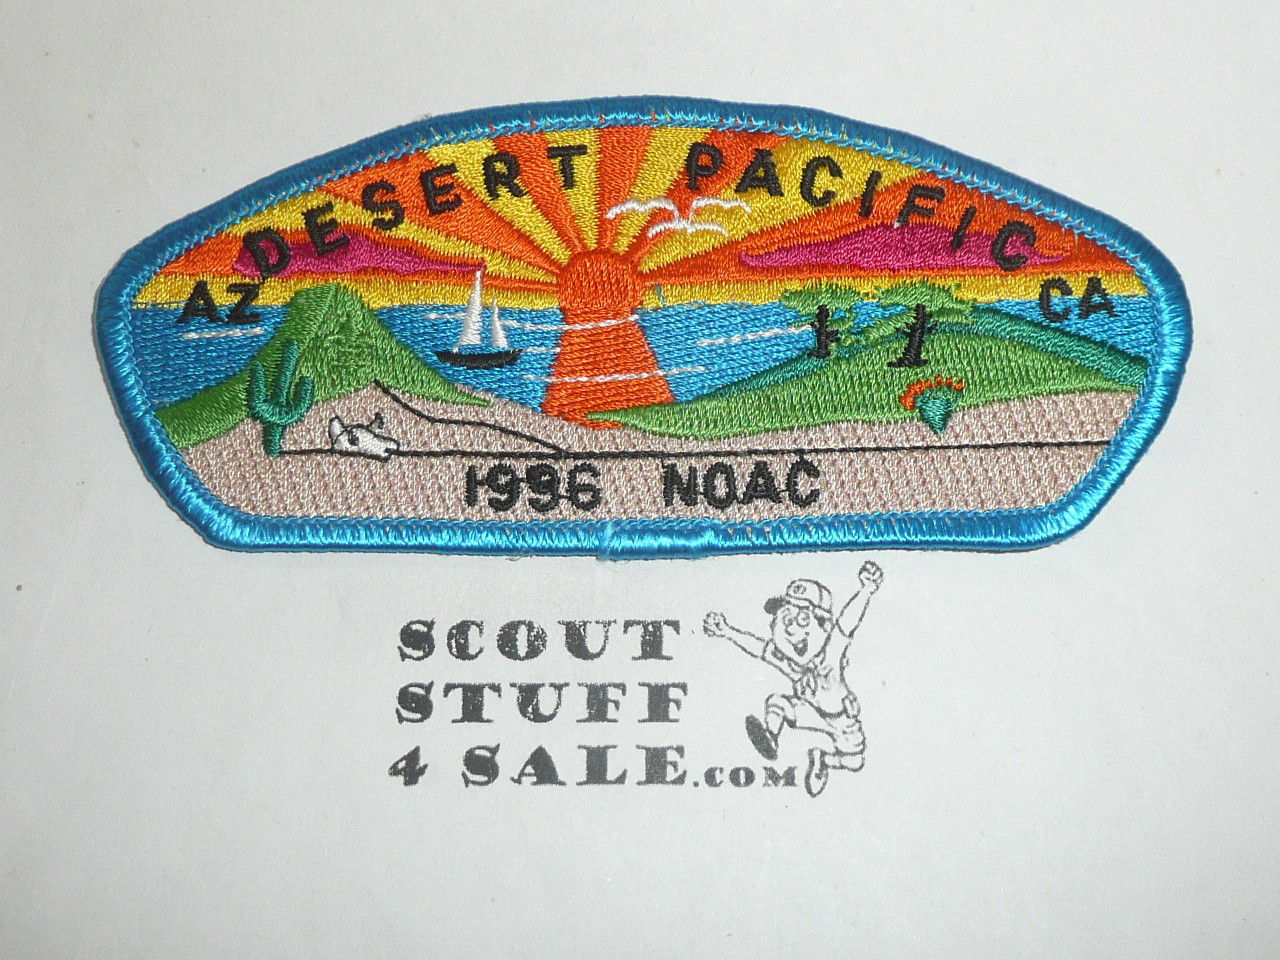 DESERT PACIFIC
AZ CA
1996 NOAC
SCOUT
STUFF
4 SALE.COM